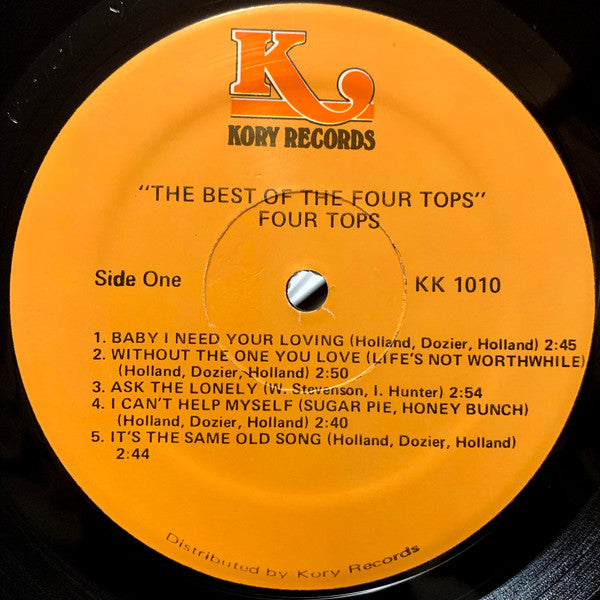 K
KORY RECORDS
"THE BEST OF THE FOUR TOPS"
FOUR TOPS
Side One
KK 1010
1. BABY I NEED YOUR LOVING (Holland, Dozier, Holland) 2:45
2. WITHOUT THE ONE YOU LOVE (LIFE'S NOT WORTHWHILE)
(Holland, Dozier, Holland) 2:50
3. ASK THE LONELY (W. Stevenson, I. Hunter) 2:54
4. I CAN'T HELP MYSELF (SUGAR PIE, HONEY BUNCH)
(Holland, Dozier, Holland) 2:40
5. IT'S THE SAME OLD SONG (Holland, Dozier, Holland)
2:44
Distributed by Kory Records